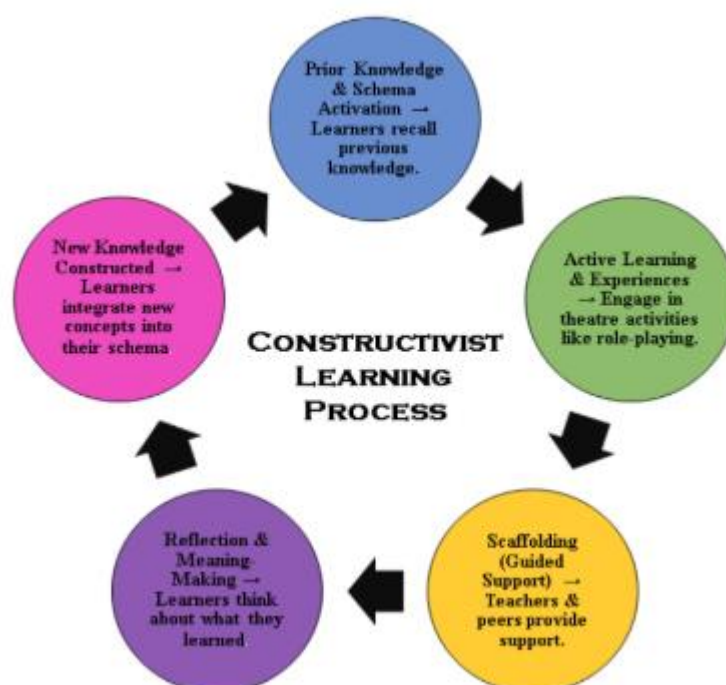 Prior Knowledge
& Schema
Activation →
Learners recall
previous
knowledge.
Active Learning
& Experiences
→ Engage in
theatre activities
like role-playing.
Scaffolding
(Guided
Support) →
Teachers &
peers provide
support.
Reflection &
Meaning-
Making →
Learners think
about what they
learned.
New Knowledge
Constructed →
Learners
integrate new
concepts into
their schema
CONSTRUCTIVIST
LEARNING
PROCESS